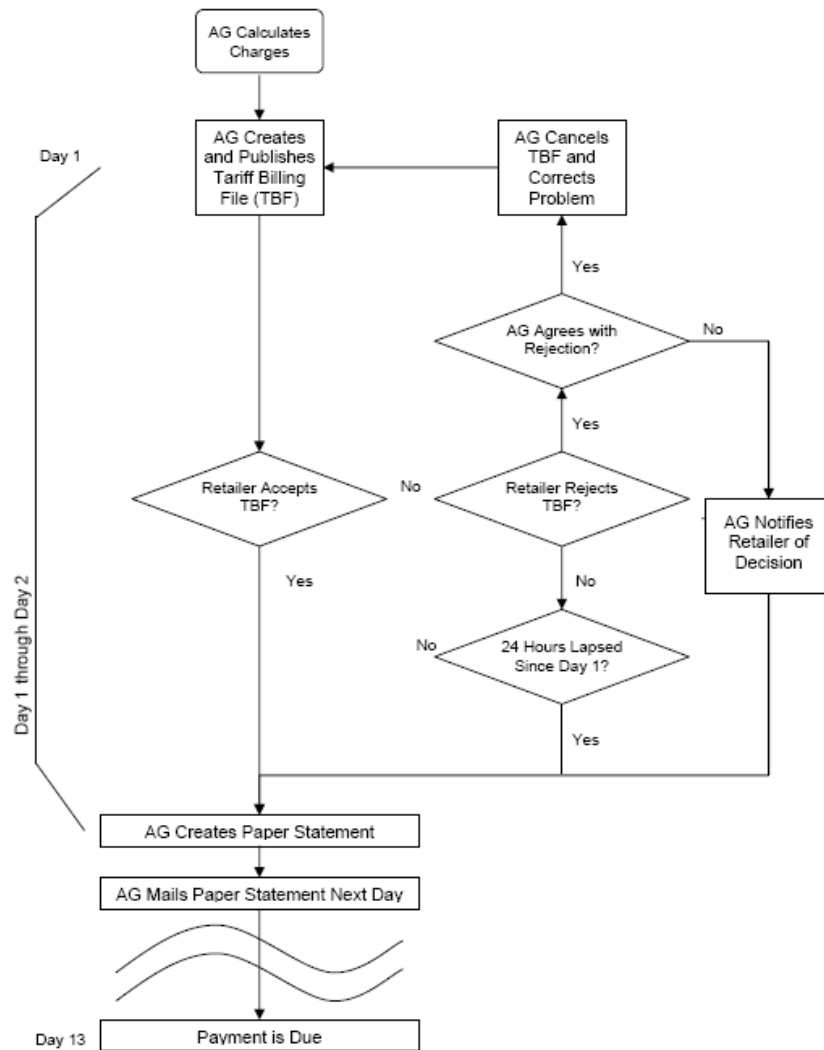 AG Calculates
Charges
Day 1
AG Creates
and Publishes
Tariff Billing
File (TBF)
AG Cancels
TBF and
Corrects
Problem
Yes
AG Agrees with
Rejection?
No
Yes
Retailer Accepts
TBF?
No
Retailer Rejects
TBF?
AG Notifies
Retailer of
Decision
Yes
No
Day 1 through Day 2
No
24 Hours Lapsed
Since Day 1?
Yes
AG Creates Paper Statement
AG Mails Paper Statement Next Day
Day 13
Payment is Due